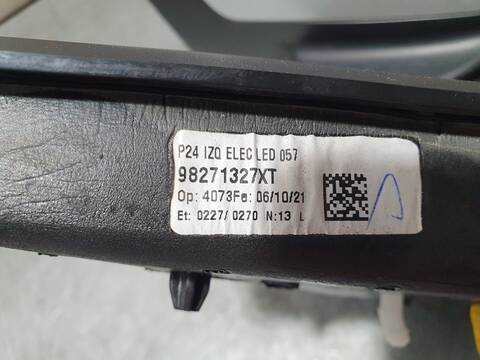 P24 IZQ ELEC LED 057
98271327XT
Op: 4073Fe: 06/10/21
Et: 0227/0270 N:13 L